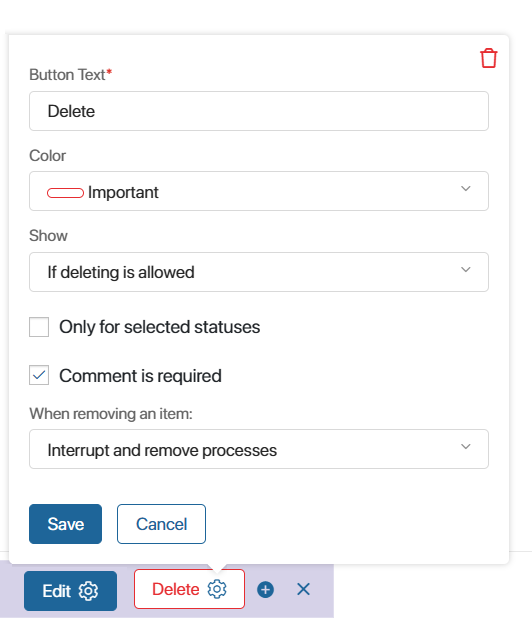 Button Text*
Delete
Color
Important
Show
If deleting is allowed
Only for selected statuses
Comment is required
When removing an item:
Interrupt and remove processes
Save Cancel
Edit Delete